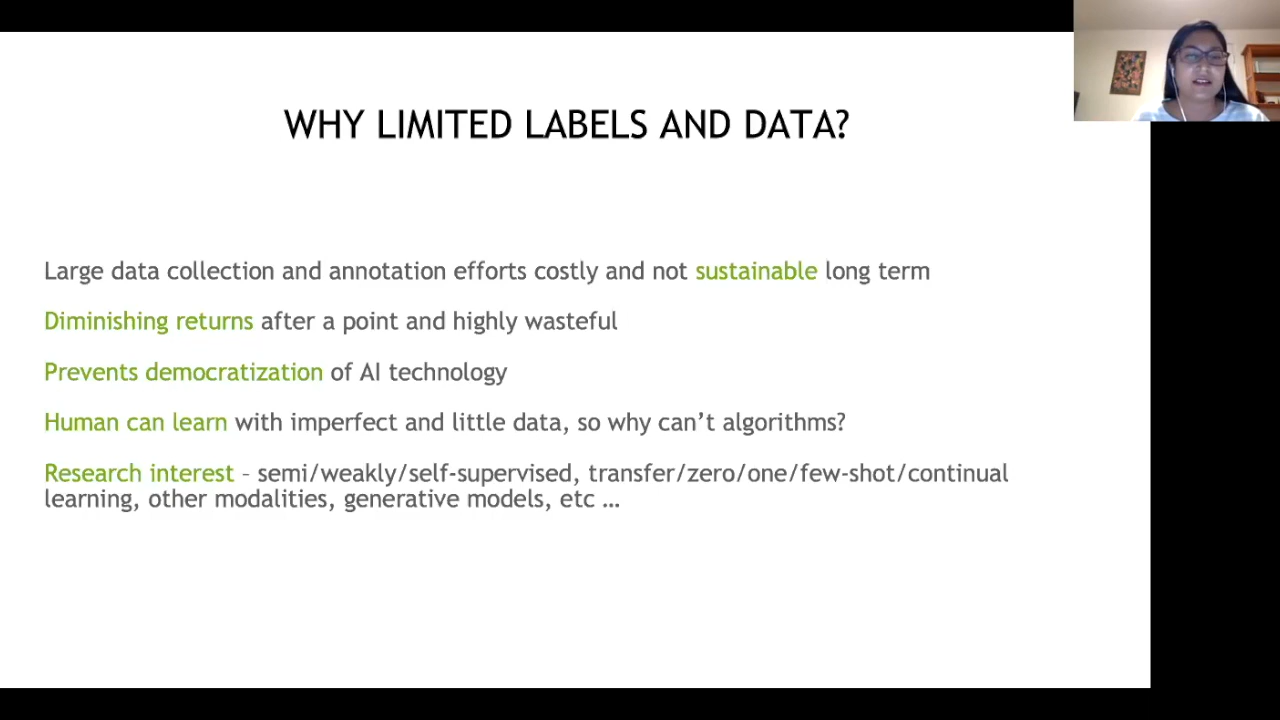 WHY LIMITED LABELS AND DATA?
Large data collection and annotation efforts costly and not sustainable long term
Diminishing returns after a point and highly wasteful
Prevents democratization of AI technology
Human can learn with imperfect and little data, so why can’t algorithms?
Research interest – semi/weakly/self-supervised, transfer/zero/one/few-shot/continual
learning, other modalities, generative models, etc …